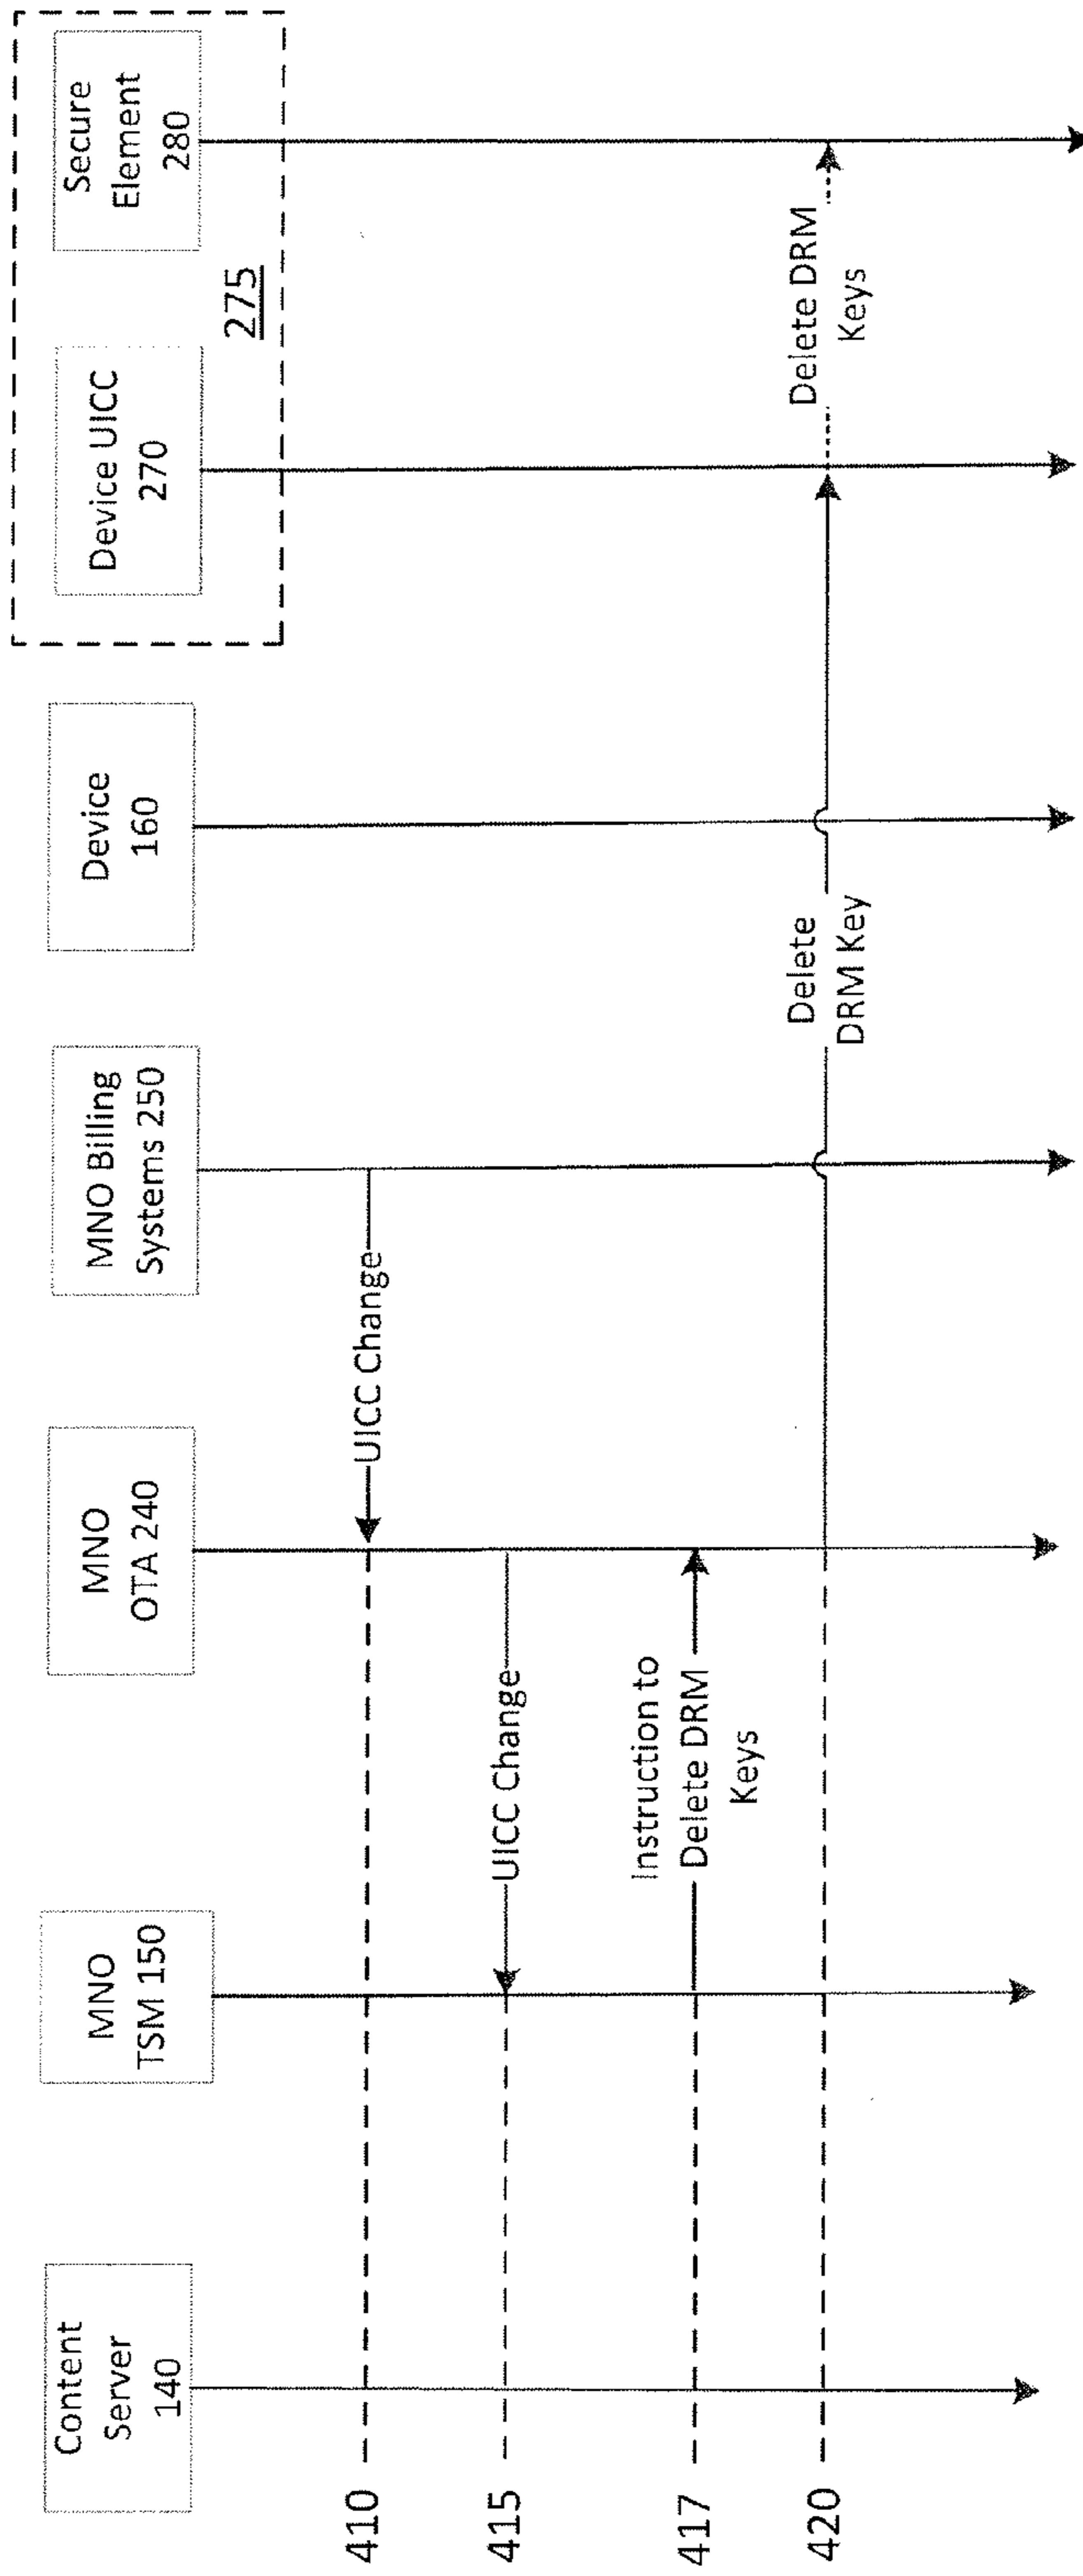 Content
Server
140
MNO
TSM 150
MNO
OTA 240
MNO Billing
Systems 250
Device
160
Device UICC
270
Secure
Element
280
275
410
UICC Change
415
UICC Change
417
Instruction to
Delete DRM
Keys
420
Delete
DRM Key
Delete DRM
Keys